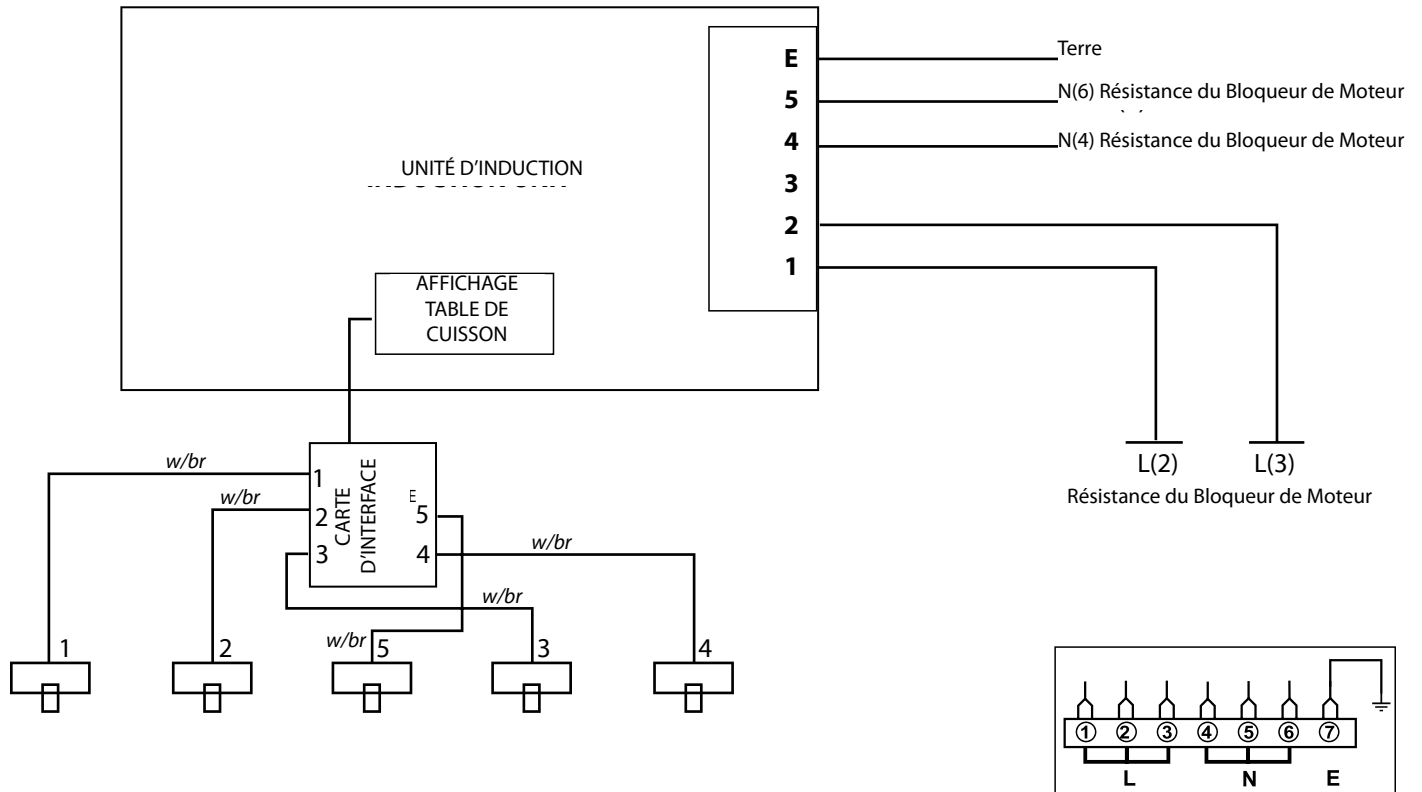 E
Terre
5
N(6) Résistance du Bloqueur de Moteur
4
N(4) Résistance du Bloqueur de Moteur
UNITÉ D'INDUCTION
3
2
1
AFFICHAGE
TABLE DE
CUISSON
L(2)
L(3)
Résistance du Bloqueur de Moteur
w/br
1
w/br
2
3
CARTE
D'INTERFACE
E
5
4
w/br
w/br
w/br
1
2
5
3
4
1 2 3 4 5 6 7
L N E